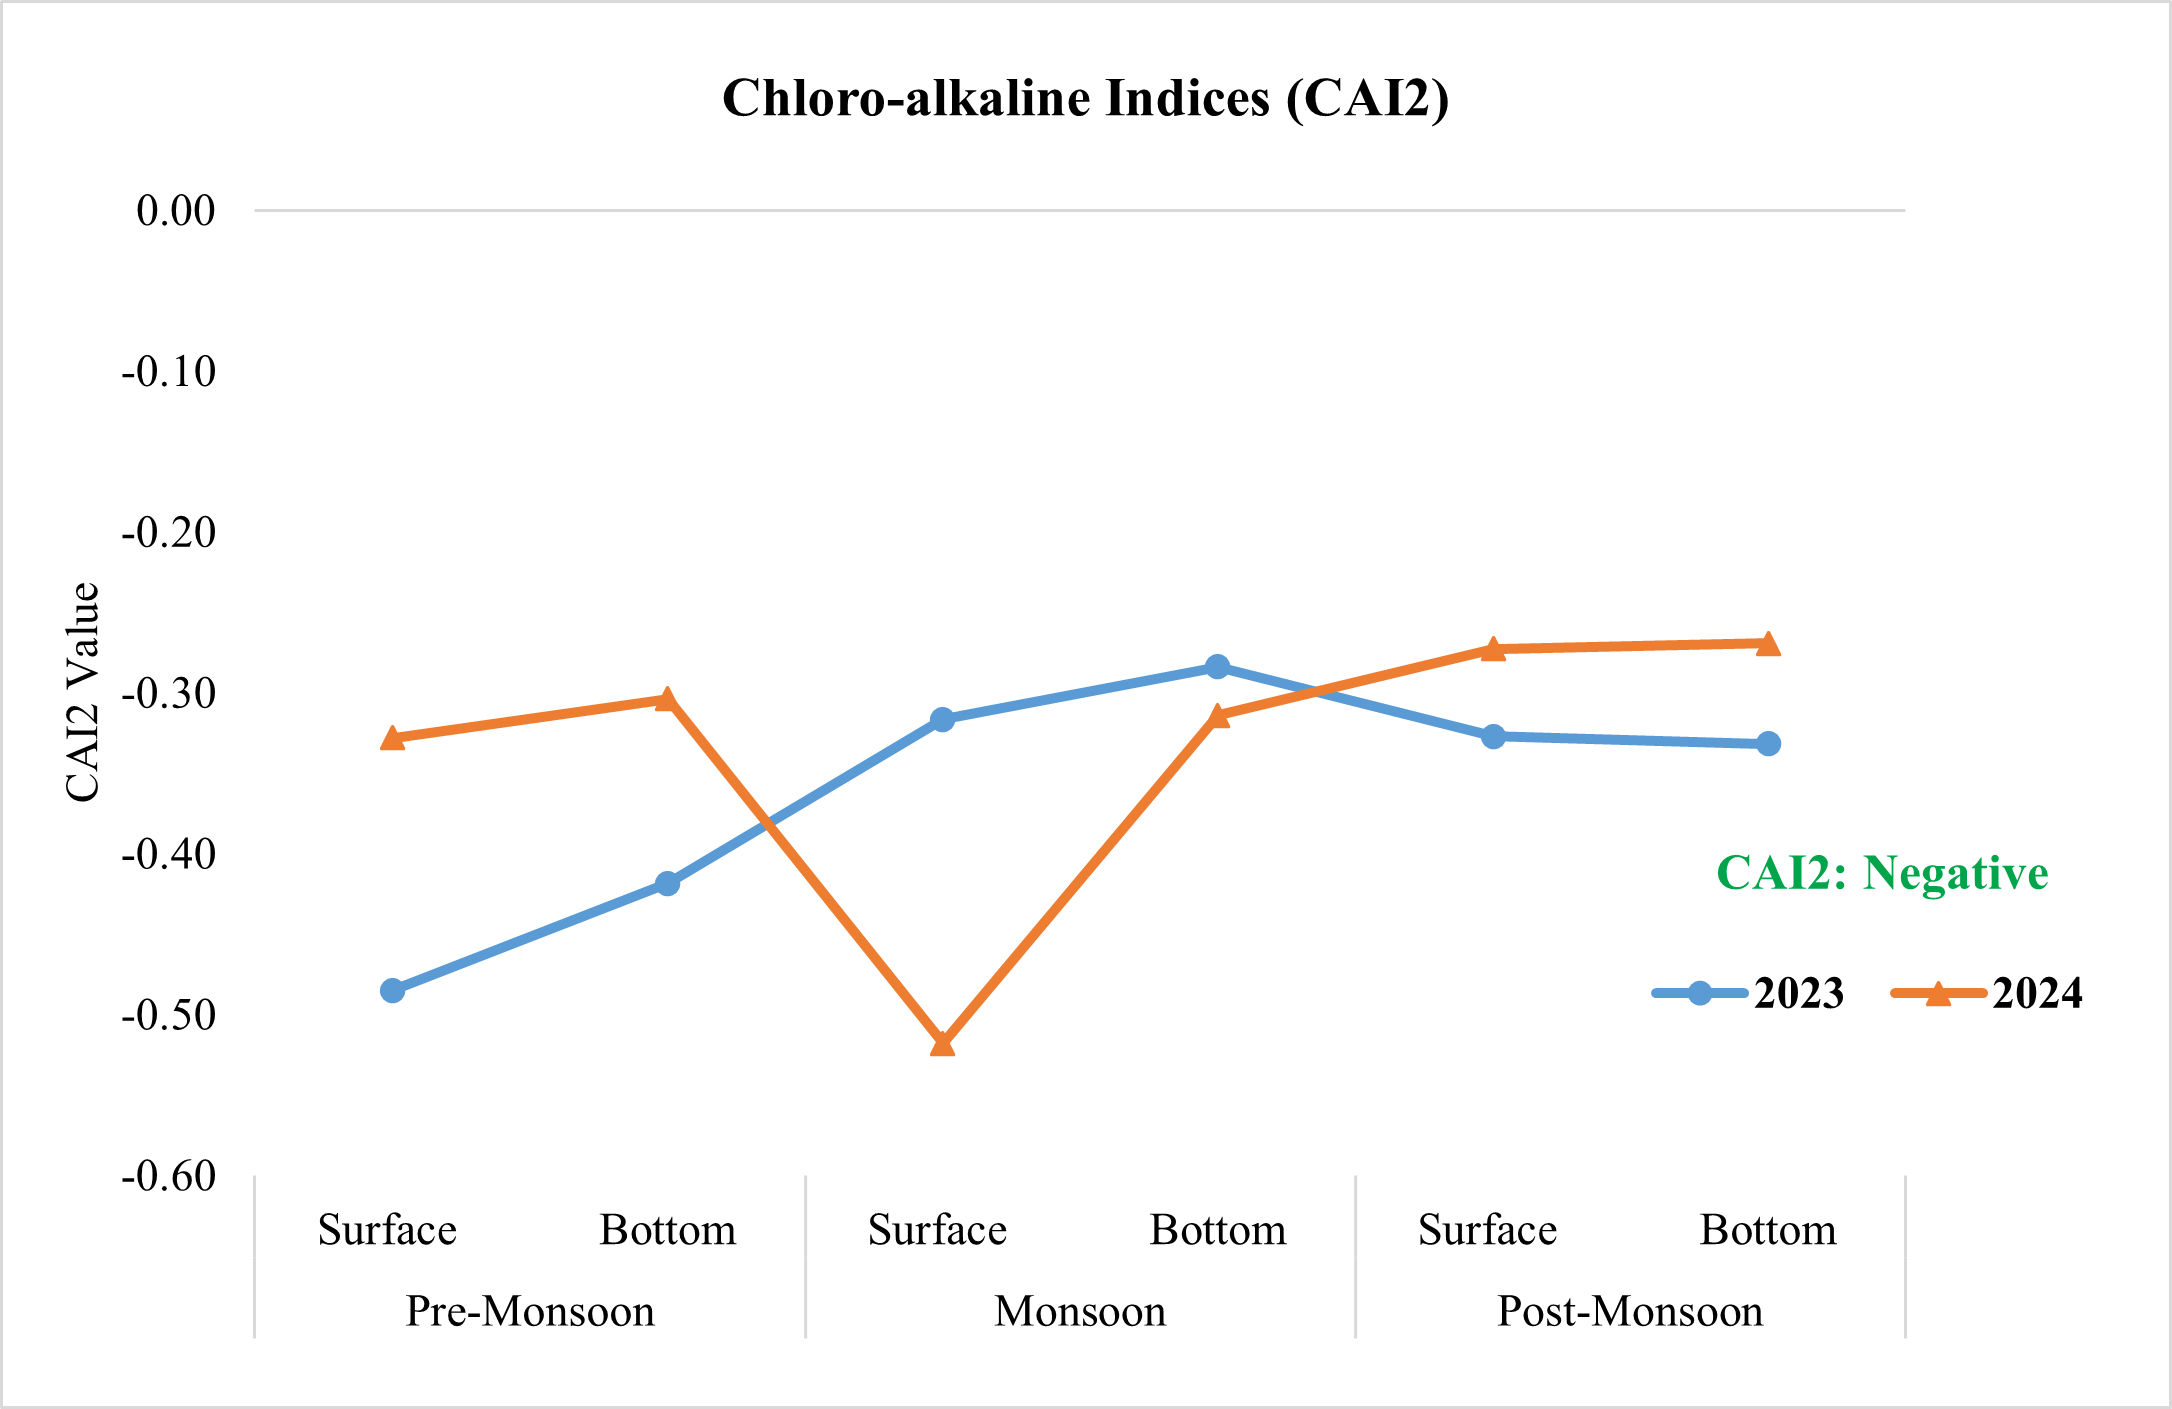 Chloro-alkaline Indices (CAI2)
0.00
-0.10
-0.20
-0.30
-0.40
-0.50
-0.60
CAI2 Value
CAI2: Negative
2023 2024
Surface Bottom Surface Bottom Surface Bottom
Pre-Monsoon Monsoon Post-Monsoon